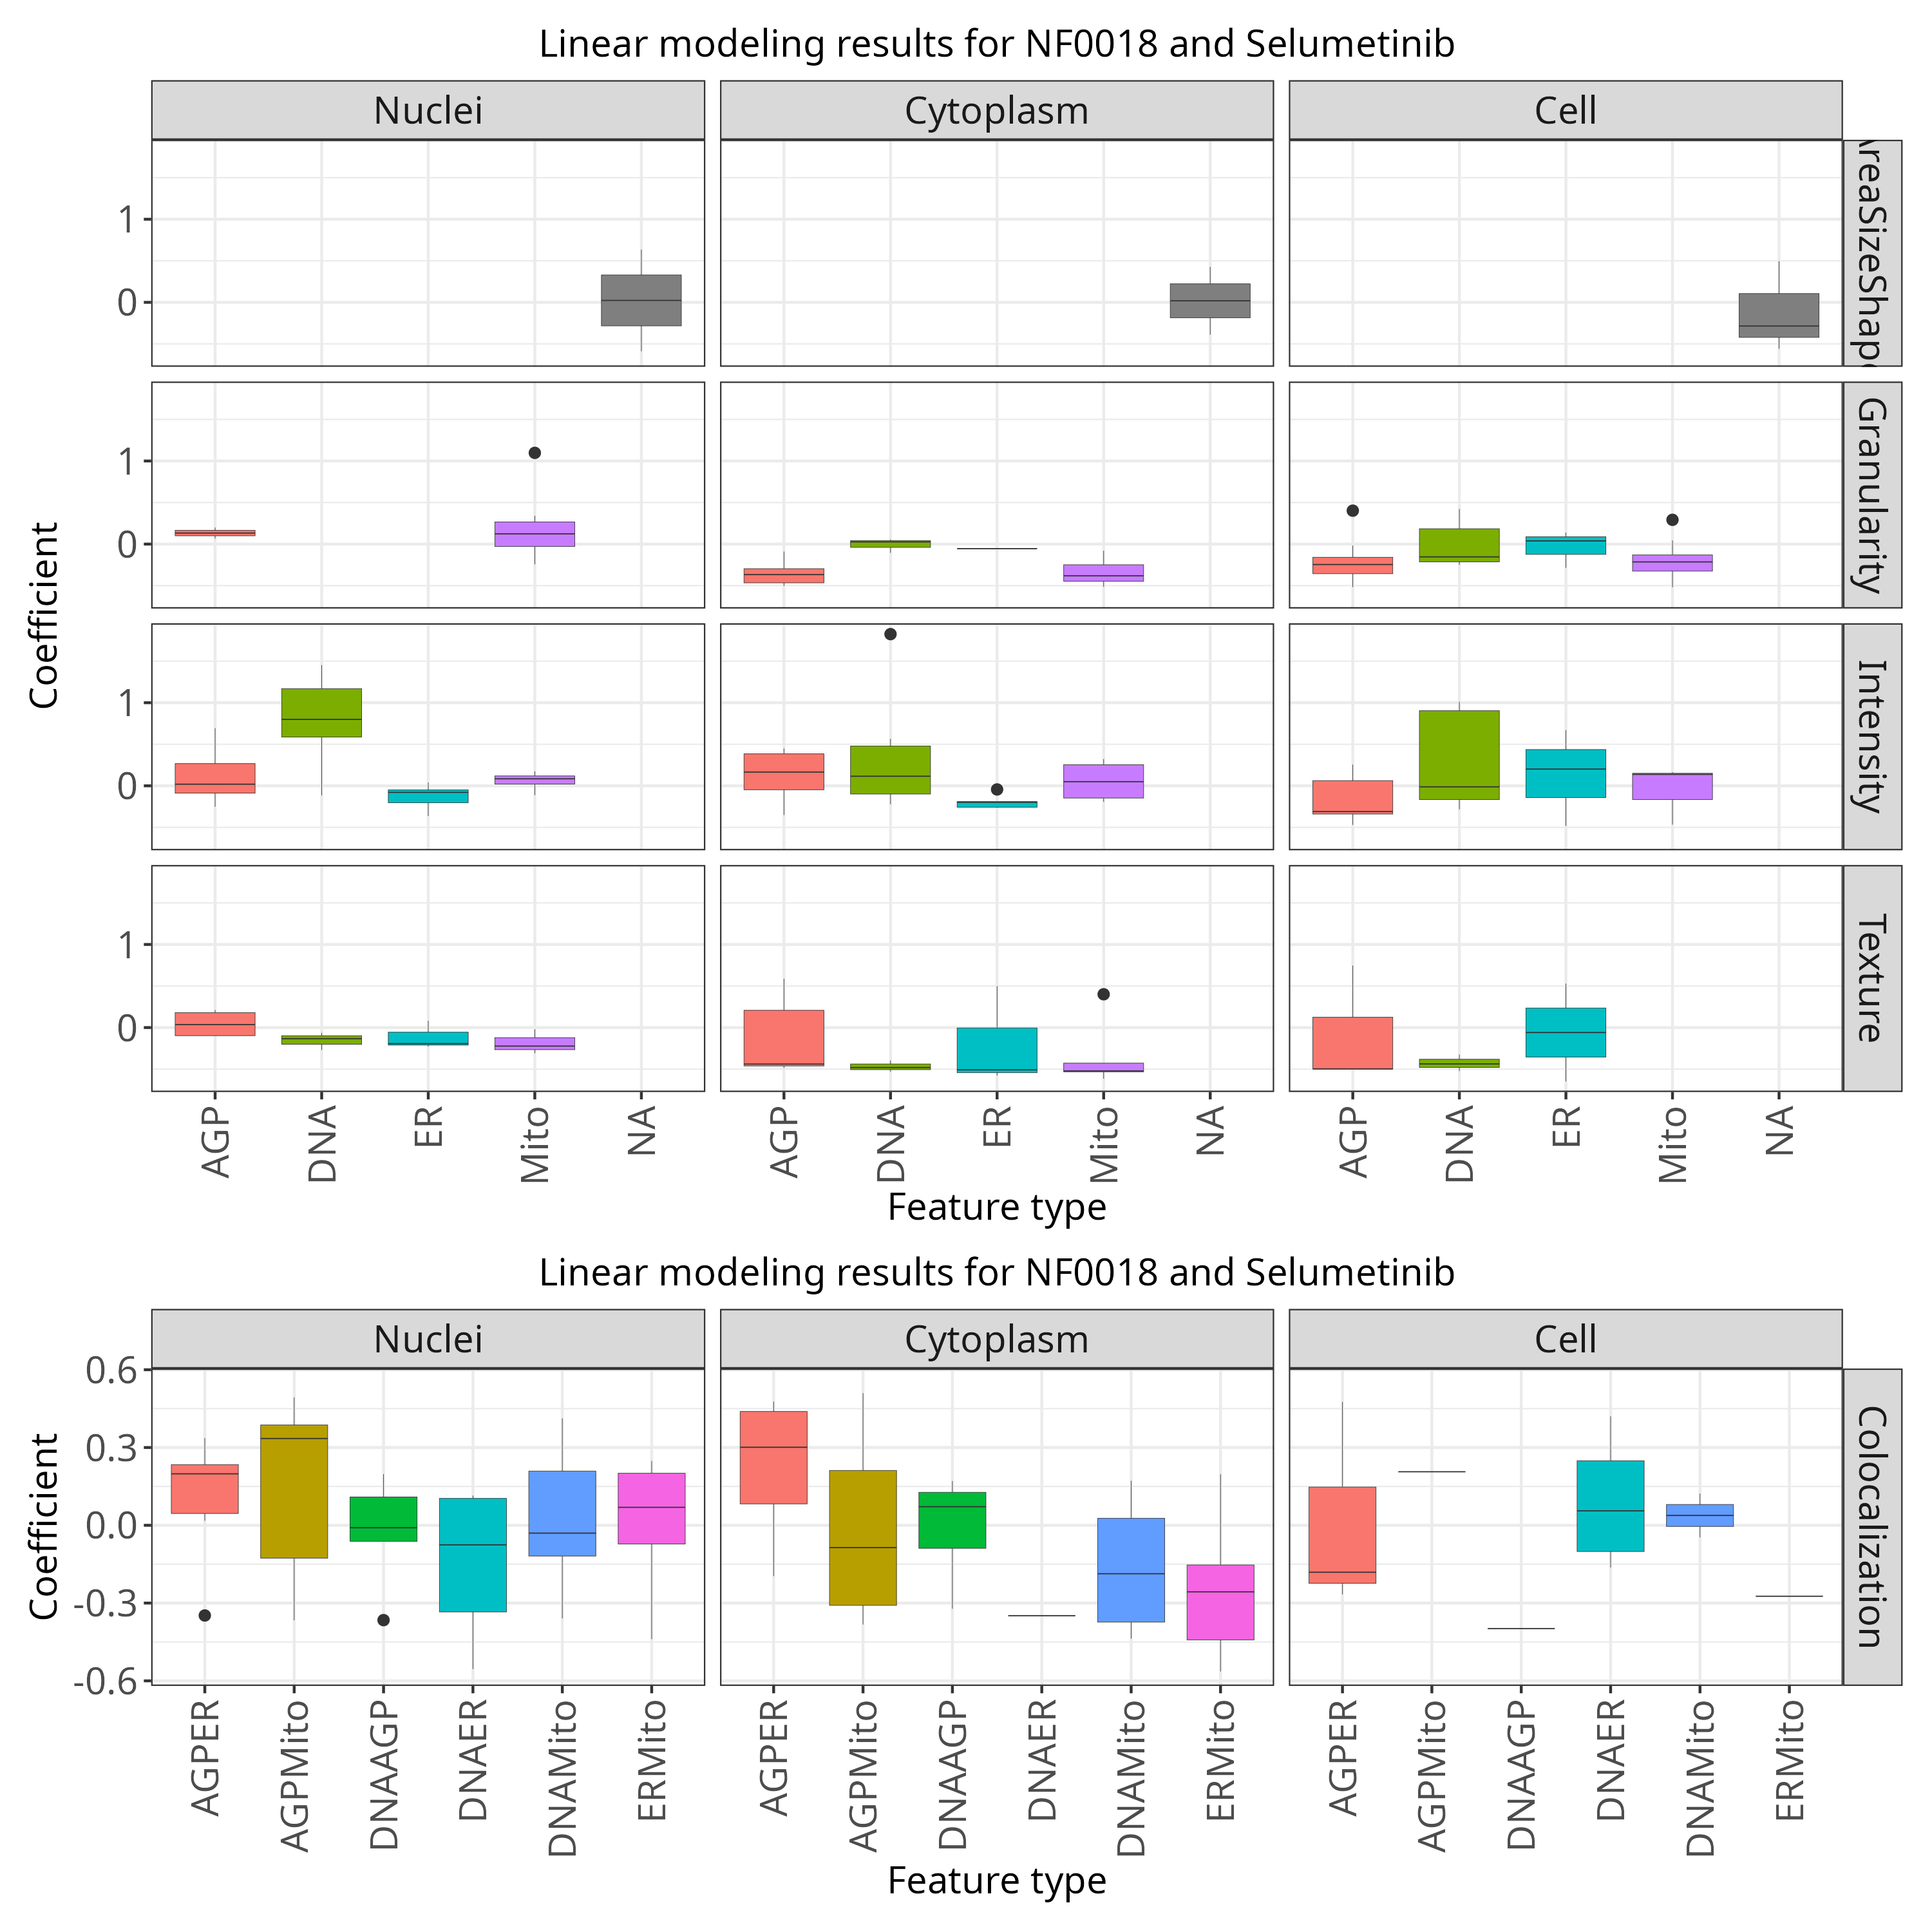 Linear modeling results for NF0018 and Selumetinib
Nuclei Cytoplasm Cell
1
0
AreaSizeShape
1
0
Granularity
1
0
Intensity
1
0
Texture
Coefficient
AGP DNA ER Mito NA AGP DNA ER Mito NA AGP DNA ER Mito NA
Feature type
Linear modeling results for NF0018 and Selumetinib
Nuclei Cytoplasm Cell
0.6
0.3
0.0
-0.3
-0.6
Coefficient
Colocalization
AGPER AGPMito DNAAGP DNAER DNAMito ERMito AGPER AGPMito DNAAGP DNAER DNAMito ERMito AGPER AGPMito DNAAGP DNAER DNAMito ERMito
Feature type